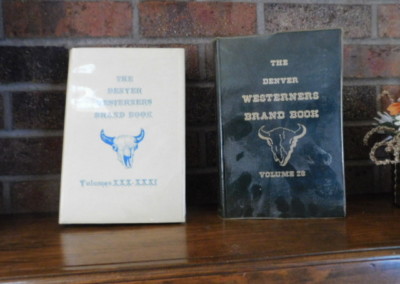 THE
DENVER
WESTERNERS
BRAND BOOK
Volumes XXX-XXXI
THE
DENVER
WESTERNERS
BRAND BOOK
VOLUME 28